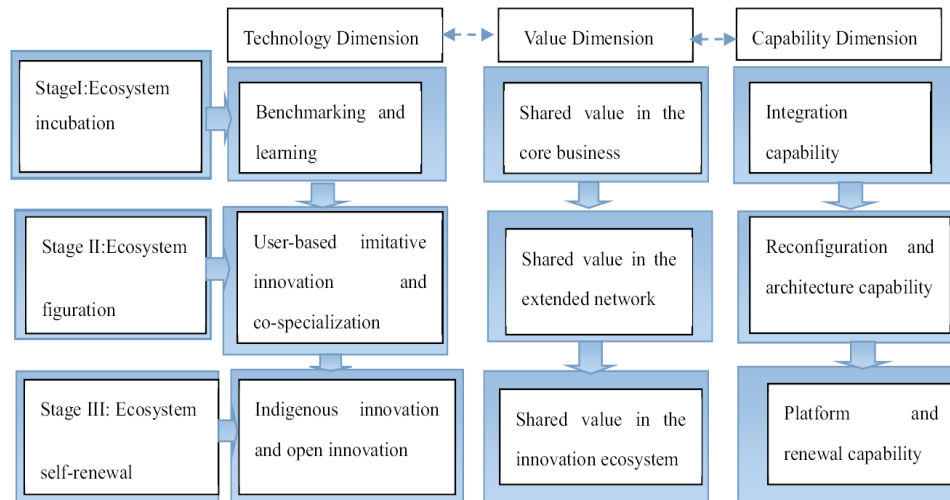 Technology Dimension
Value Dimension
Capability Dimension
StageI:Ecosystem
incubation
Benchmarking and
learning
Shared value in the
core business
Integration
capability
Stage II:Ecosystem
figuration
User-based imitative
innovation and
co-specialization
Shared value in the
extended network
Reconfiguration and
architecture capability
Stage III: Ecosystem
self-renewal
Indigenous innovation
and open innovation
Shared value in the
innovation ecosystem
Platform and
renewal capability